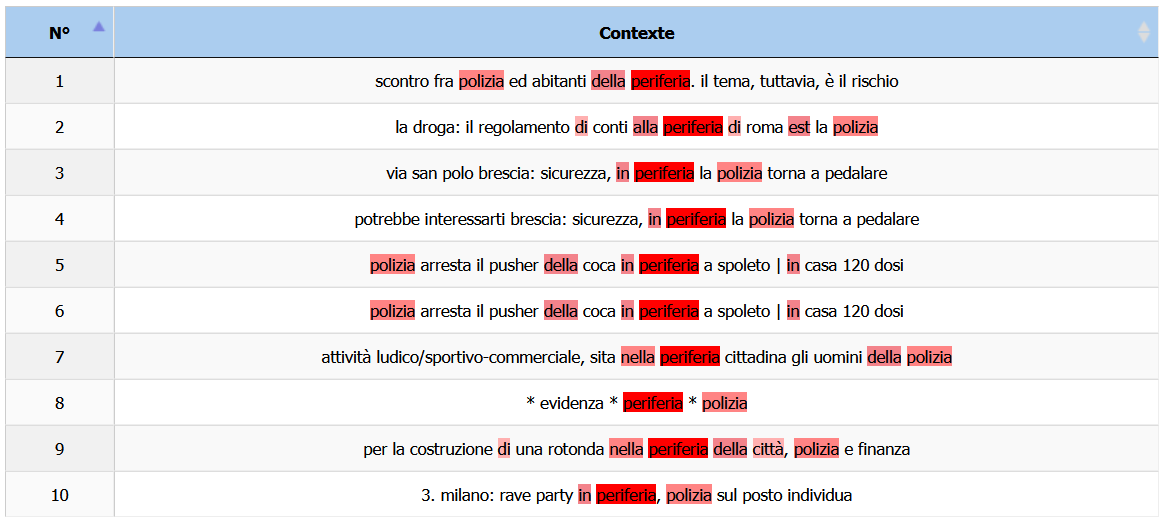 N° Contexte
1 scontro fra polizia ed abitanti della periferia. il tema, tuttavia, è il rischio
2 la droga: il regolamento di conti alla periferia di roma est la polizia
3 via san polo brescia: sicurezza, in periferia la polizia torna a pedalare
4 potrebbe interessarti brescia: sicurezza, in periferia la polizia torna a pedalare
5 polizia arresta il pusher della coca in periferia a spoleto | in casa 120 dosi
6 polizia arresta il pusher della coca in periferia a spoleto | in casa 120 dosi
7 attività ludico/sportivo-commerciale, sita nella periferia cittadina gli uomini della polizia
8 * evidenza * periferia * polizia
9 per la costruzione di una rotonda nella periferia della città, polizia e finanza
10 3. milano: rave party in periferia, polizia sul posto individua